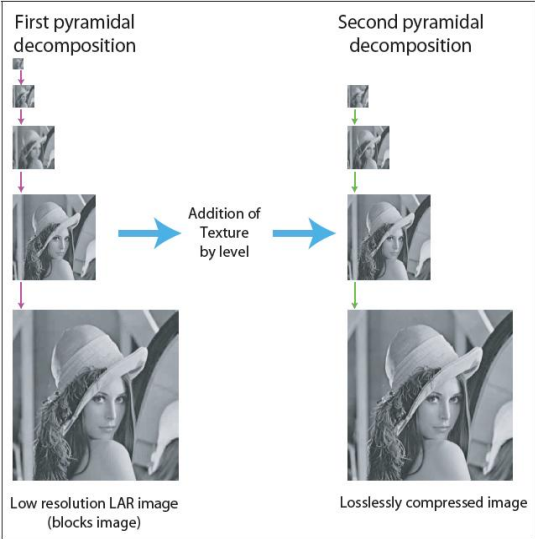 First pyramidal
decomposition
Second pyramidal
decomposition
Addition of
Texture
by level
Low resolution LAR image
(blocks image)
Losslessly compressed image